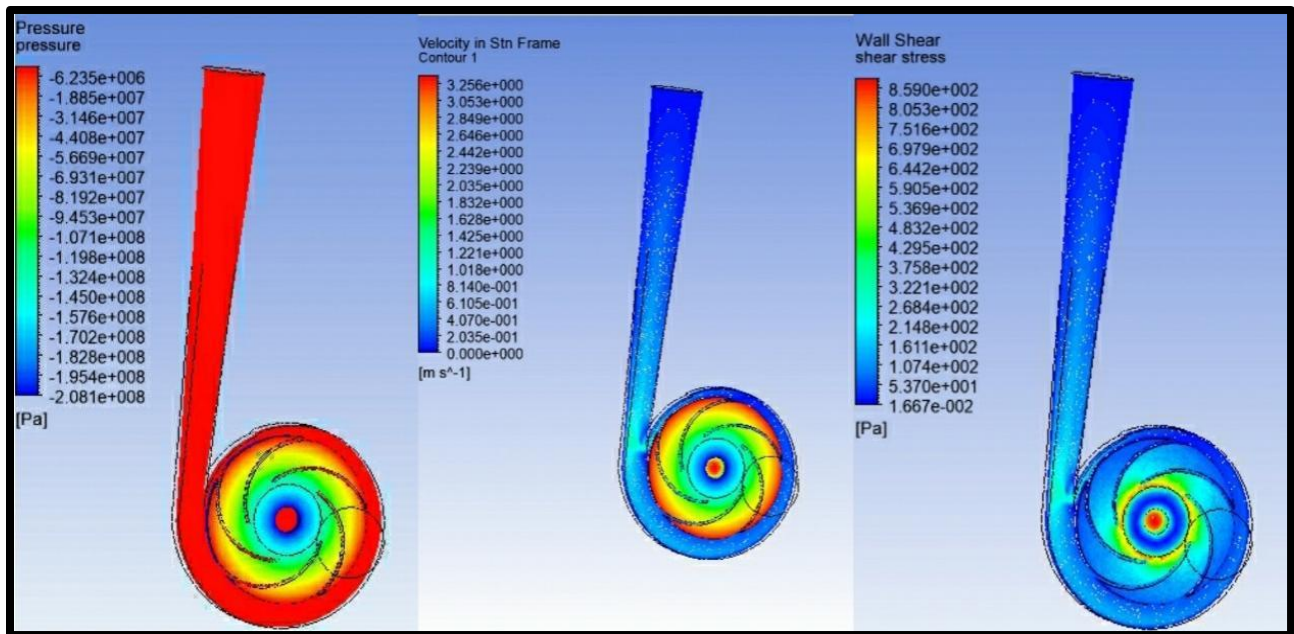 Pressure
pressure
-6.235e+006
-1.885e+007
-3.146e+007
-4.408e+007
-5.669e+007
-6.931e+007
-8.192e+007
-9.453e+007
-1.071e+008
-1.198e+008
-1.324e+008
-1.450e+008
-1.576e+008
-1.702e+008
-1.828e+008
-1.954e+008
-2.081e+008
[Pa]
Velocity in Stn Frame
Contour 1
3.256e+000
3.053e+000
2.849e+000
2.646e+000
2.442e+000
2.239e+000
2.035e+000
1.832e+000
1.628e+000
1.425e+000
1.221e+000
1.018e+000
8.140e-001
6.105e-001
4.070e-001
2.035e-001
0.000e+000
[m s^-1]
Wall Shear
shear stress
8.590e+002
8.053e+002
7.516e+002
6.979e+002
6.442e+002
5.905e+002
5.369e+002
4.832e+002
4.295e+002
3.758e+002
3.221e+002
2.684e+002
2.148e+002
1.611e+002
1.074e+002
5.370e+001
1.667e-002
[Pa]